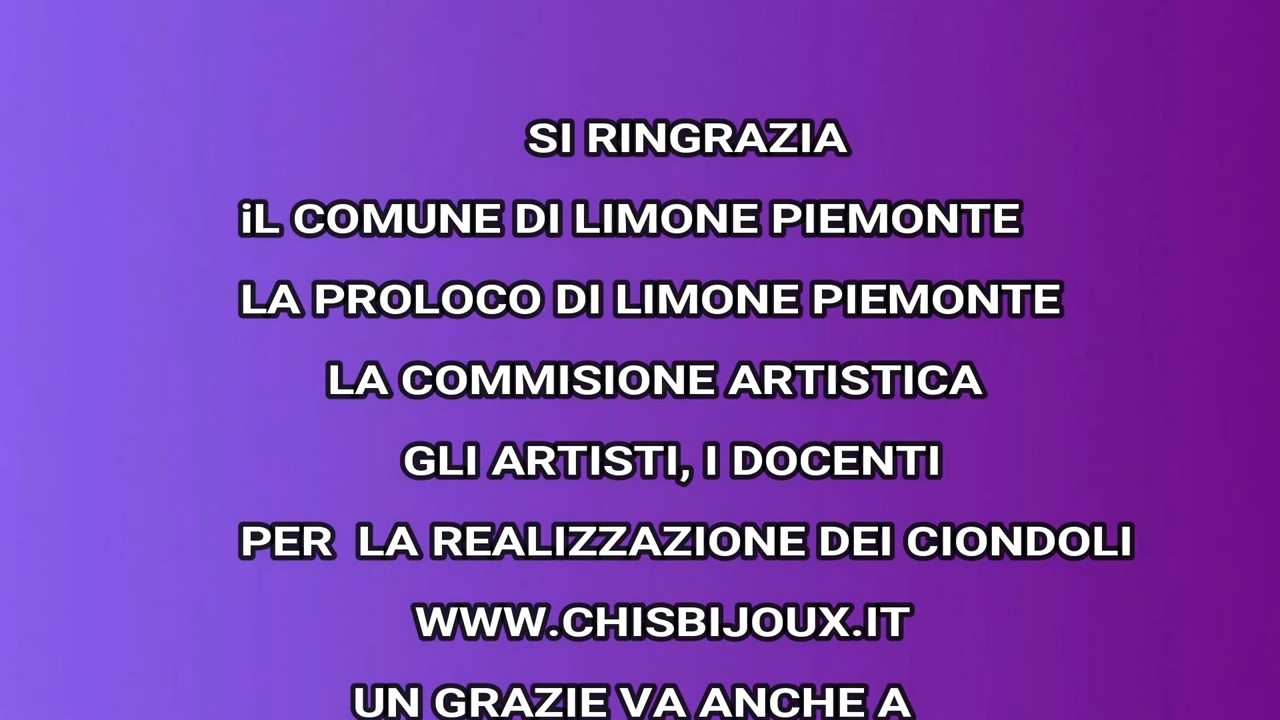 SI RINGRAZIA
iL COMUNE DI LIMONE PIEMONTE
LA PROLOCO DI LIMONE PIEMONTE
LA COMMISIONE ARTISTICA
GLI ARTISTI, I DOCENTI
PER  LA REALIZZAZIONE DEI CIONDOLI
WWW.CHISBIJOUX.IT
UN GRAZIE VA ANCHE A